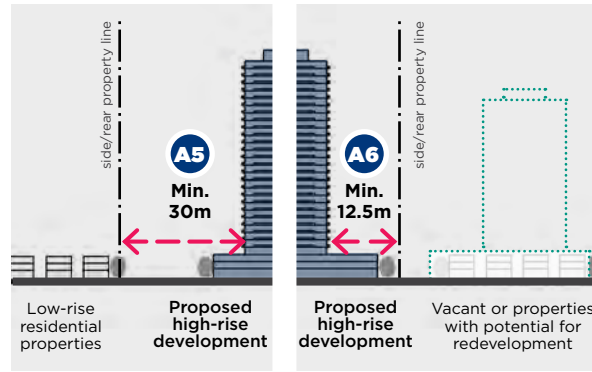 side/rear property line
A5
Min.
30m
Low-rise
residential
properties
Proposed
high-rise
development
A6
Min.
12.5m
side/rear property line
Proposed
high-rise
development
Vacant or properties
with potential for
redevelopment